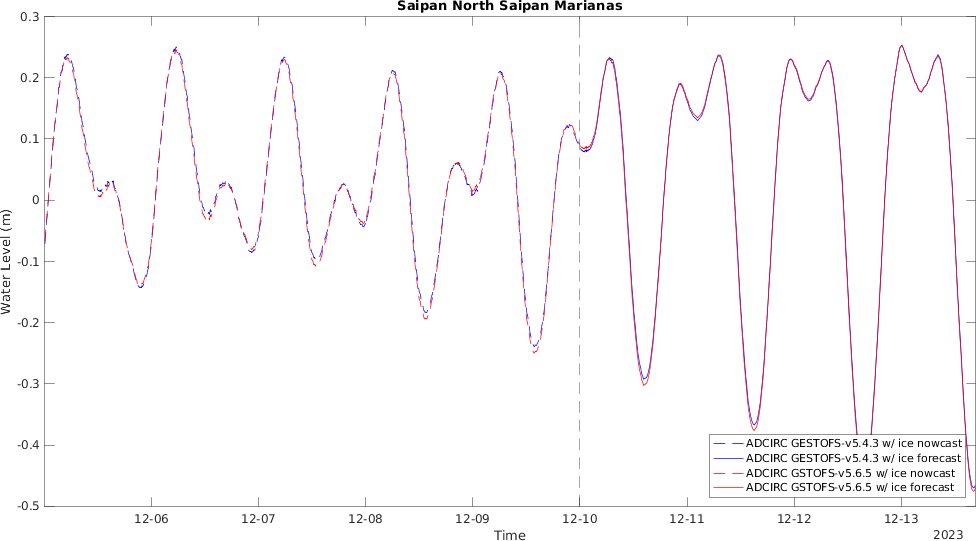 Saipan North Saipan Marianas
0.3
0.2
0.1
0
-0.1
-0.2
-0.3
-0.4
-0.5
Water Level (m)
ADCIRC GESTOFS-v5.4.3 w/ ice nowcast
ADCIRC GESTOFS-v5.4.3 w/ ice forecast
ADCIRC GSTOFS-v5.6.5 w/ ice nowcast
ADCIRC GSTOFS-v5.6.5 w/ ice forecast
12-06 12-07 12-08 12-09 12-10 12-11 12-12 12-13
Time
2023